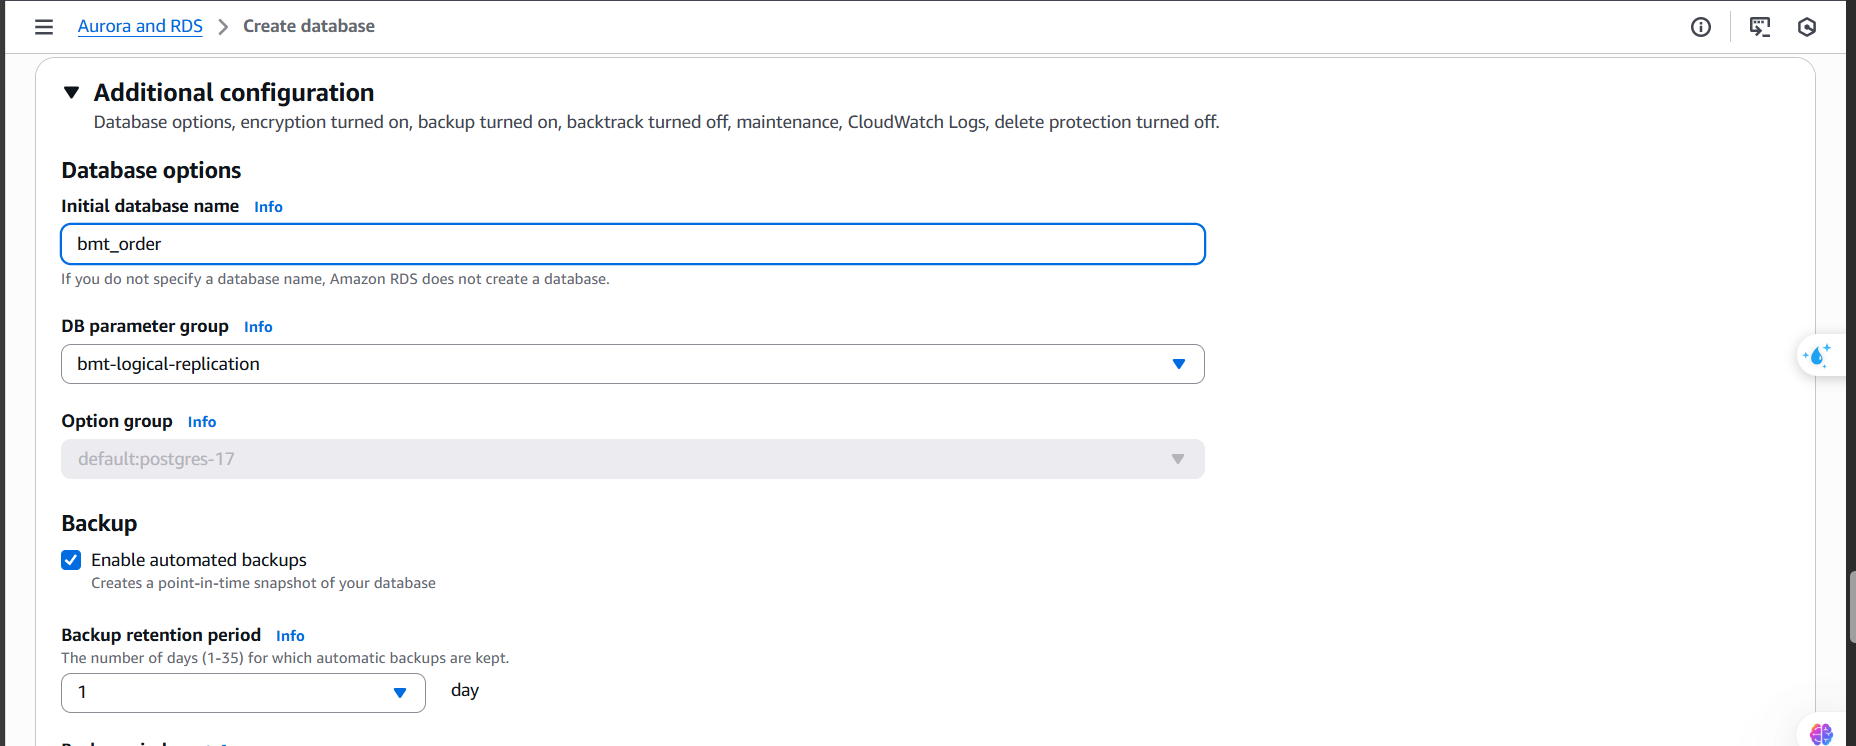 Aurora and RDS > Create database
Additional configuration
Database options, encryption turned on, backup turned on, backtrack turned off, maintenance, CloudWatch Logs, delete protection turned off.
Database options
Initial database name Info
bmt_order
If you do not specify a database name, Amazon RDS does not create a database.
DB parameter group Info
bmt-logical-replication
Option group Info
default:postgres-17
Backup
Enable automated backups
Creates a point-in-time snapshot of your database
Backup retention period Info
The number of days (1-35) for which automatic backups are kept.
1 day